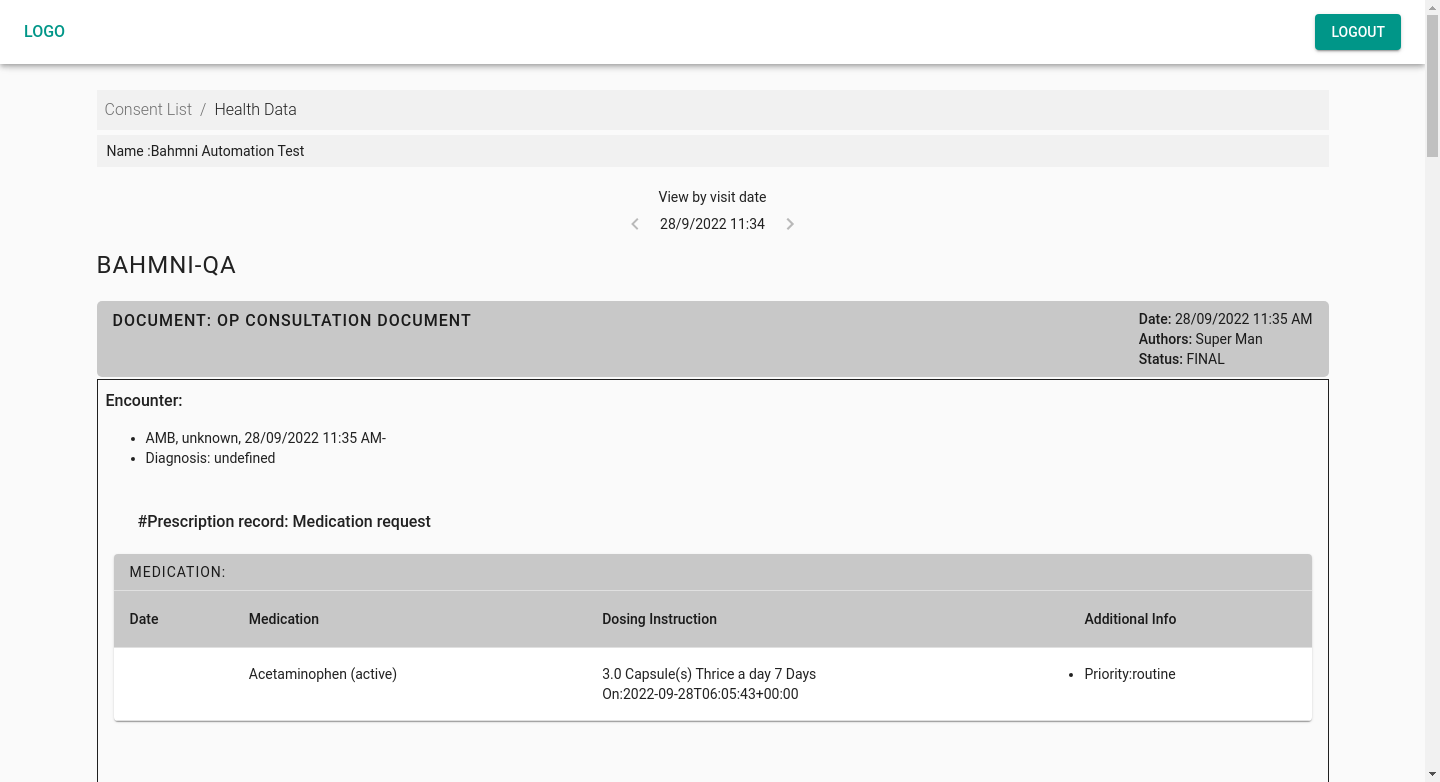 LOGO
LOGOUT
Consent List / Health Data
Name :Bahmni Automation Test
View by visit date
28/9/2022 11:34
BAHMNI-QA
DOCUMENT: OP CONSULTATION DOCUMENT
Date: 28/09/2022 11:35 AM
Authors: Super Man
Status: FINAL
Encounter:
• AMB, unknown, 28/09/2022 11:35 AM-
• Diagnosis: undefined
#Prescription record: Medication request
MEDICATION:
Date Medication Dosing Instruction Additional Info
Acetaminophen (active) 3.0 Capsule(s) Thrice a day 7 Days • Priority:routine
On:2022-09-28T06:05:43+00:00